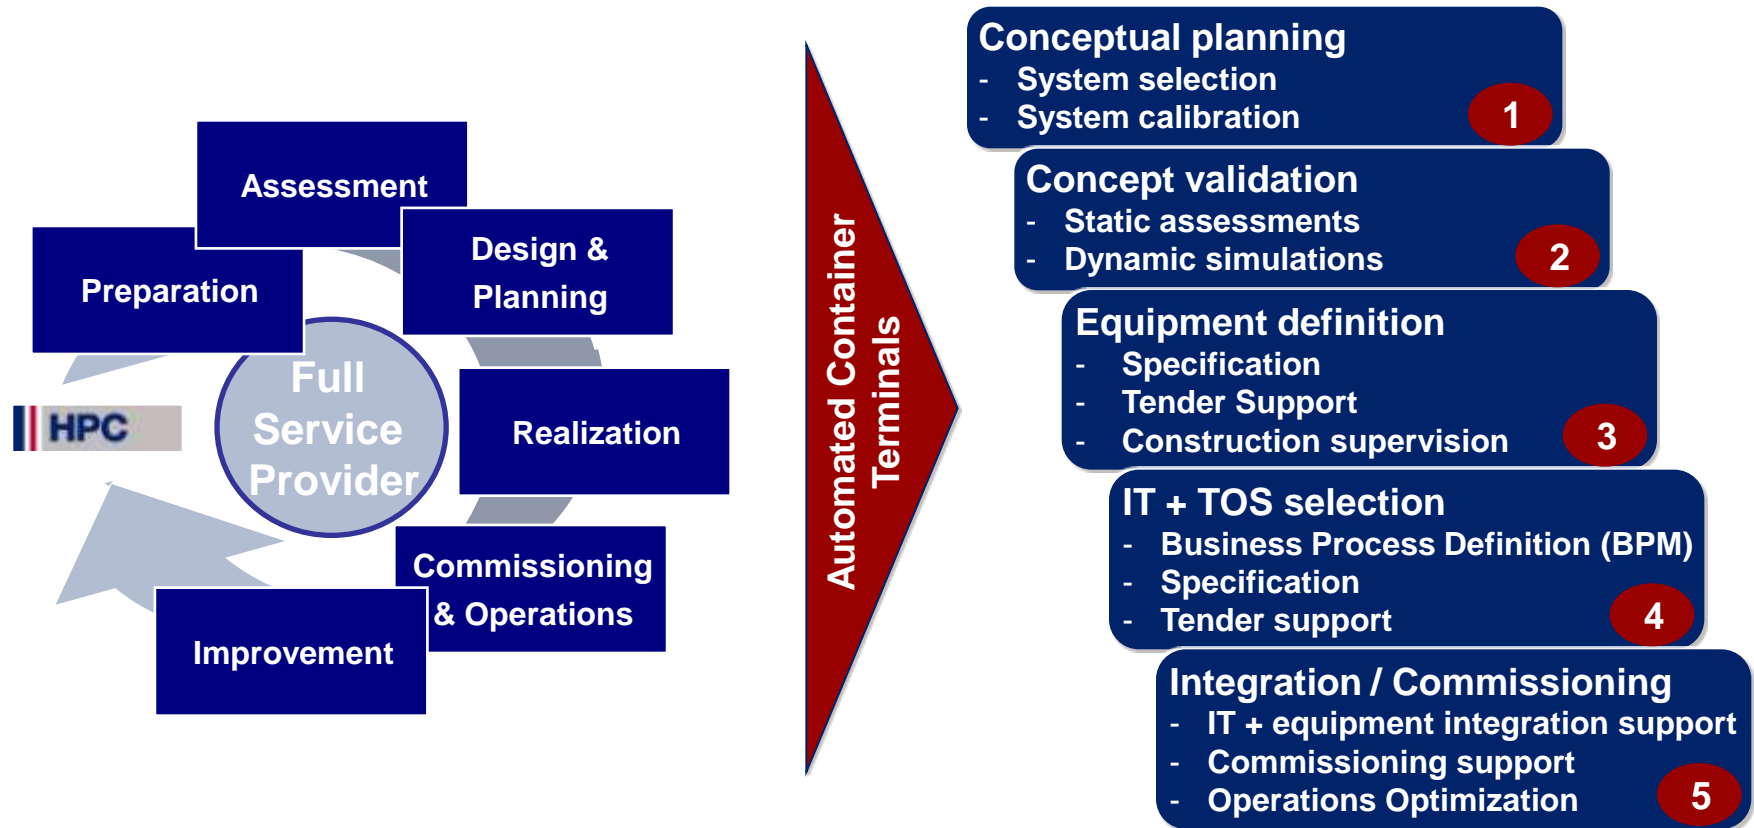 Assessment
Design &
Planning
Preparation
Full
Service
Provider
HPC
Realization
Commissioning
& Operations
Improvement
Automated Container
Terminals
Conceptual planning
- System selection
- System calibration
1
Concept validation
- Static assessments
- Dynamic simulations
2
Equipment definition
- Specification
- Tender Support
- Construction supervision
3
IT + TOS selection
- Business Process Definition (BPM)
- Specification
- Tender support
4
Integration / Commissioning
- IT + equipment integration support
- Commissioning support
- Operations Optimization
5